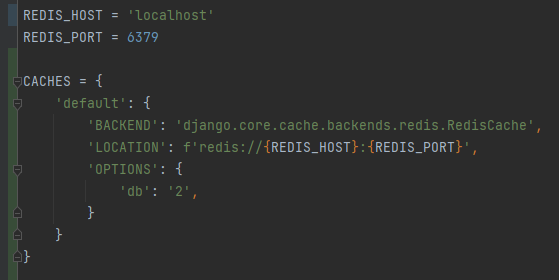 REDIS_HOST = 'localhost'
REDIS_PORT = 6379
CACHES = {
'default': {
'BACKEND': 'django.core.cache.backends.redis.RedisCache',
'LOCATION': f'redis://{REDIS_HOST}:{REDIS_PORT}',
'OPTIONS': {
'db': '2',
}
}
}